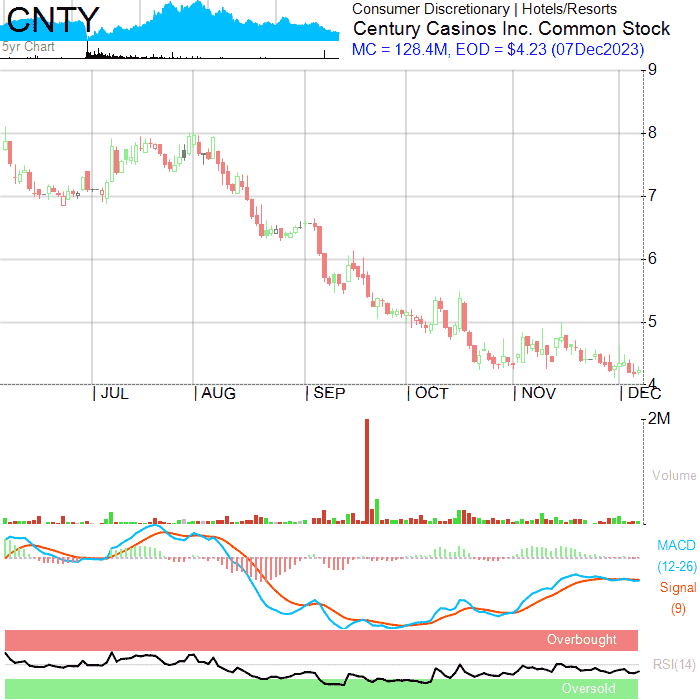 CNTY
5yr Chart
Consumer Discretionary | Hotels/Resorts
Century Casinos Inc. Common Stock
MC = 128.4M, EOD = $4.23 (07Dec2023)
9
8
7
6
5
4
JUL AUG SEP OCT NOV DEC
2M
Volume
MACD
(12-26)
Signal
(9)
Overbought
RSI(14)
Oversold